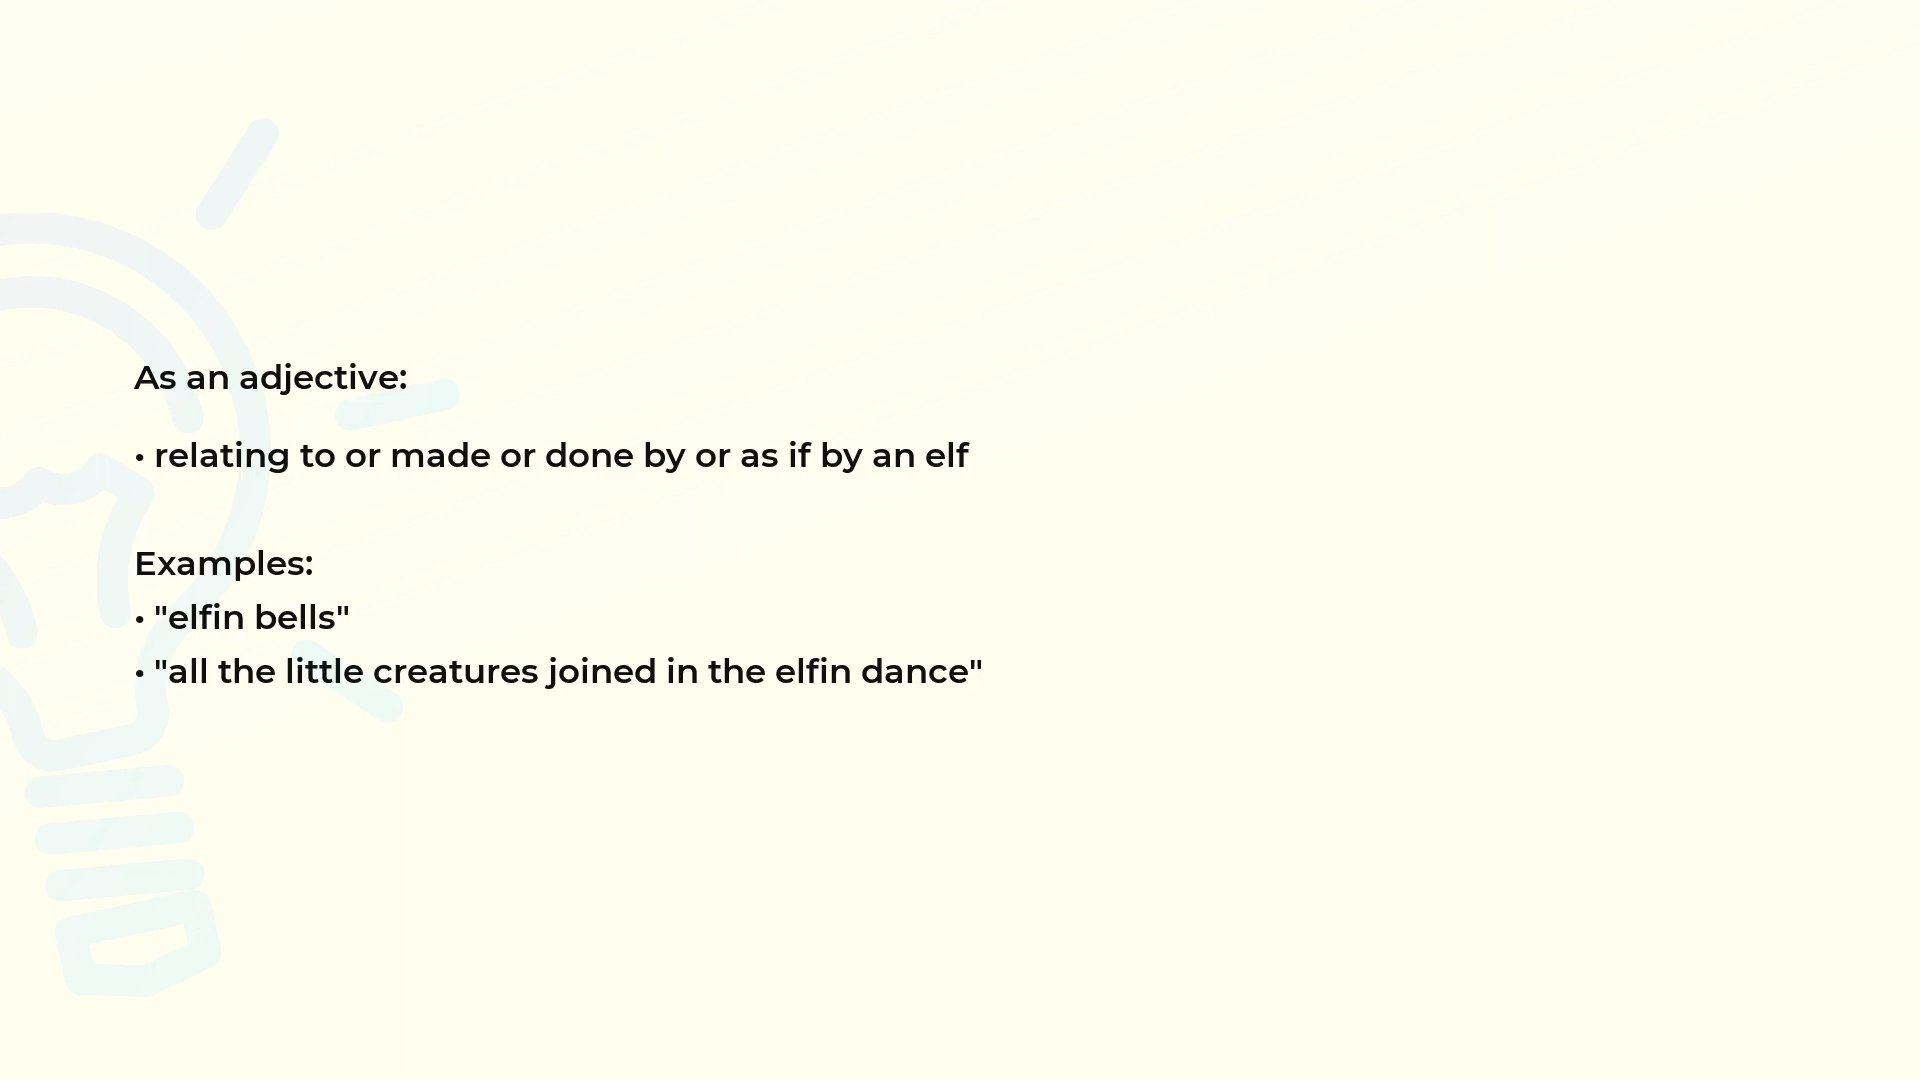 As an adjective:
• relating to or made or done by or as if by an elf
Examples:
• "elfin bells"
• "all the little creatures joined in the elfin dance"